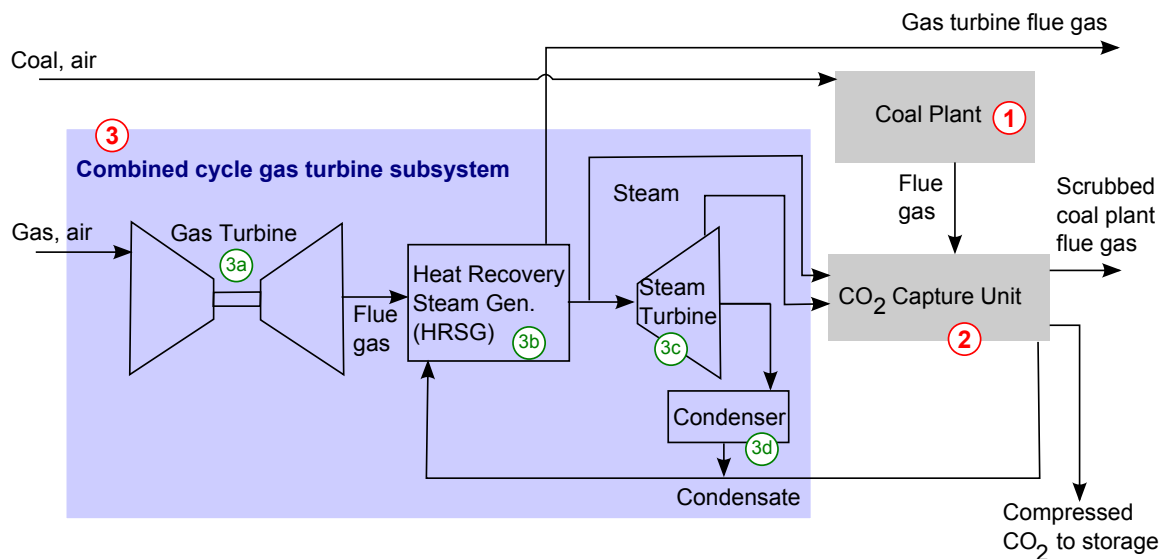 Gas turbine flue gas
Coal, air
Coal Plant
1
3
Combined cycle gas turbine subsystem
Flue
gas
Scrubbed
coal plant
flue gas
Steam
Gas, air
Gas Turbine
3a
Heat Recovery
Steam Gen.
(HRSG)
3b
Flue
gas
Steam
Turbine
3c
CO2 Capture Unit
2
Condenser
3d
Condensate
Compressed
CO2 to storage